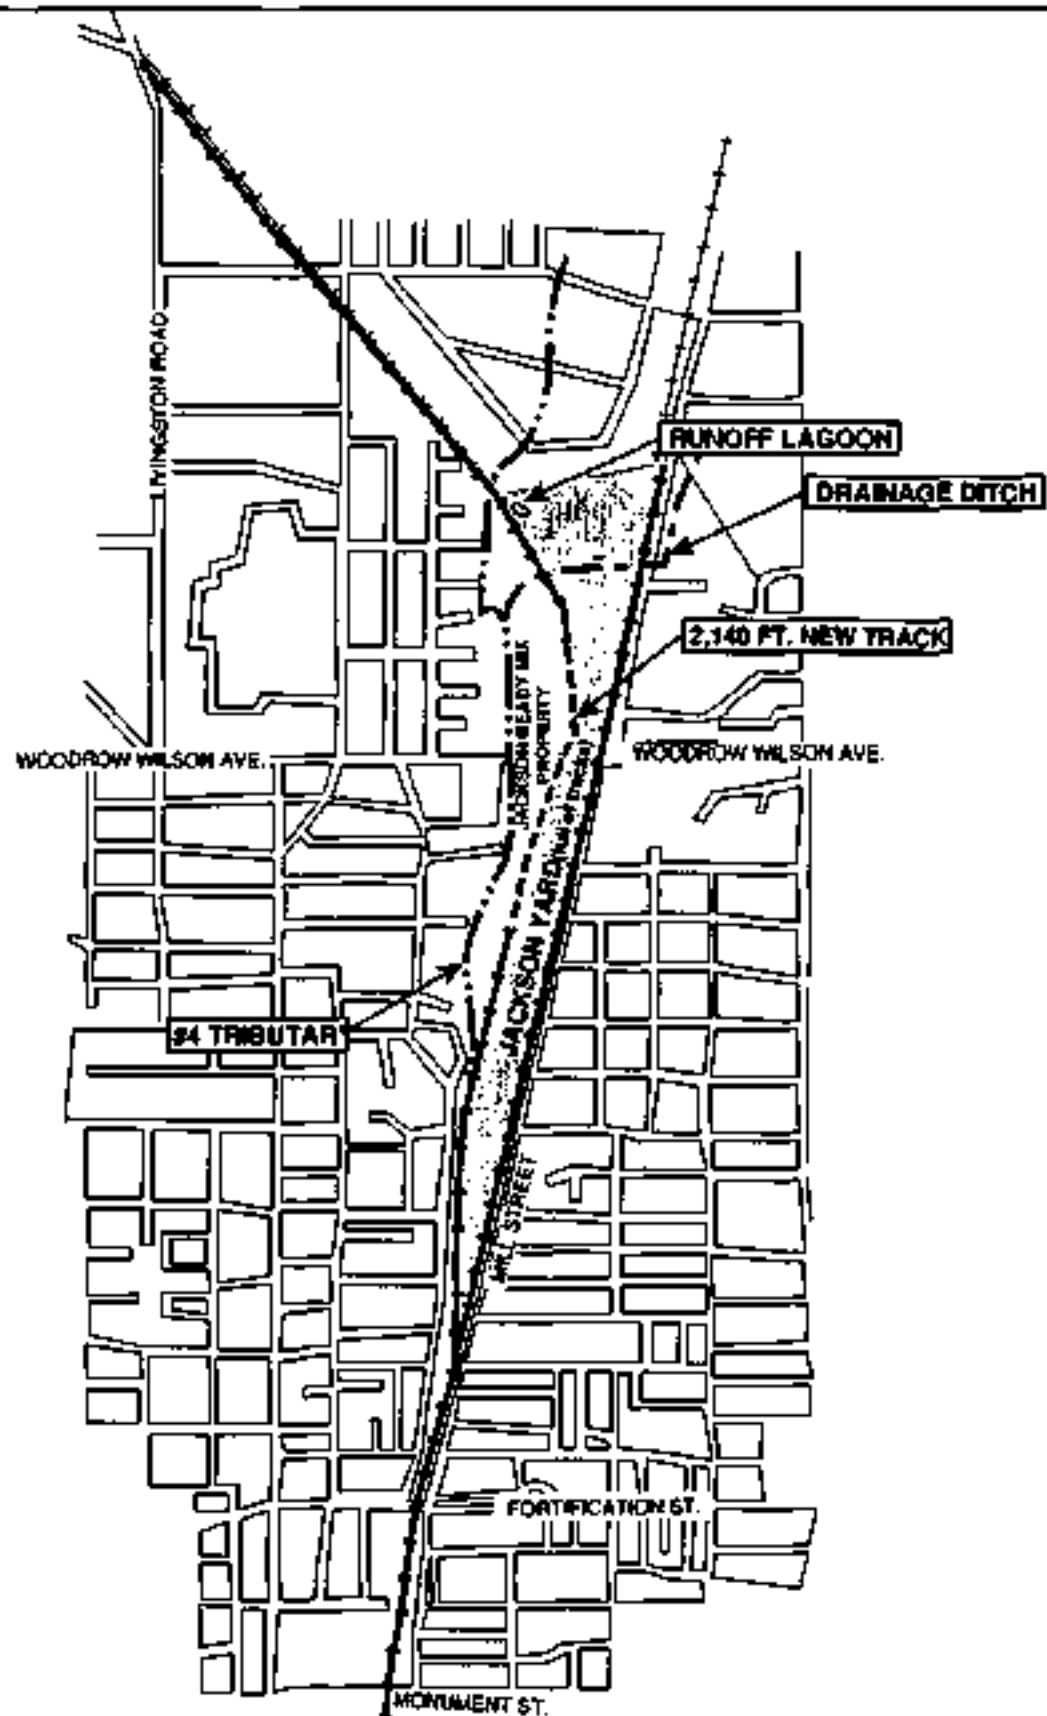 LIVINGSTON ROAD
RUNOFF LAGOON
DRAINAGE DITCH
2,140 FT. NEW TRACK
JACKSON READY MIX
PROPERTY
WOODROW WILSON AVE.
WOODROW WILSON AVE.
JACKSON YARD
#4 TRIBUTAR
STREET
FORTIFICATION ST.
MONUMENT ST.